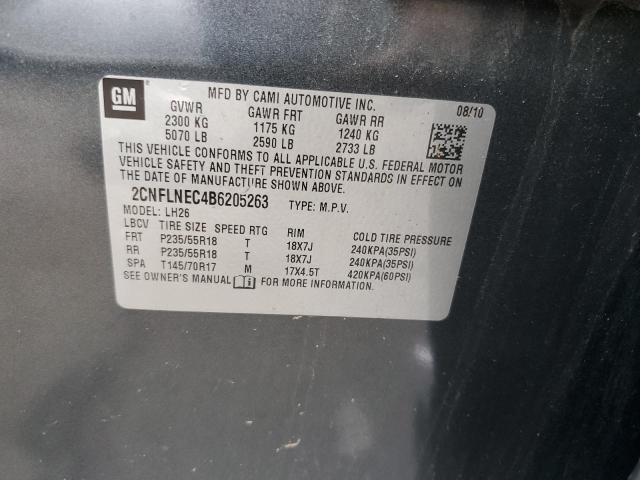 GM
MFD BY CAMI AUTOMOTIVE INC. 08/10
GVWR GAWR FRT GAWR RR
2300 KG 1175 KG 1240 KG
5070 LB 2590 LB 2733 LB
THIS VEHICLE CONFORMS TO ALL APPLICABLE U.S. FEDERAL MOTOR
VEHICLE SAFETY AND THEFT PREVENTION STANDARDS IN EFFECT ON
THE DATE OF MANUFACTURE SHOWN ABOVE.
2CNFLNEC4B6205263 TYPE: M.P.V.
MODEL: LH26
LBCV TIRE SIZE SPEED RTG RIM COLD TIRE PRESSURE
FRT P235/55R18 T 18X7J 240KPA(35PSI)
RR P235/55R18 T 18X7J 240KPA(35PSI)
SPA T145/70R17 M 17X4.5T 420KPA(60PSI)
SEE OWNER'S MANUAL FOR MORE INFORMATION.